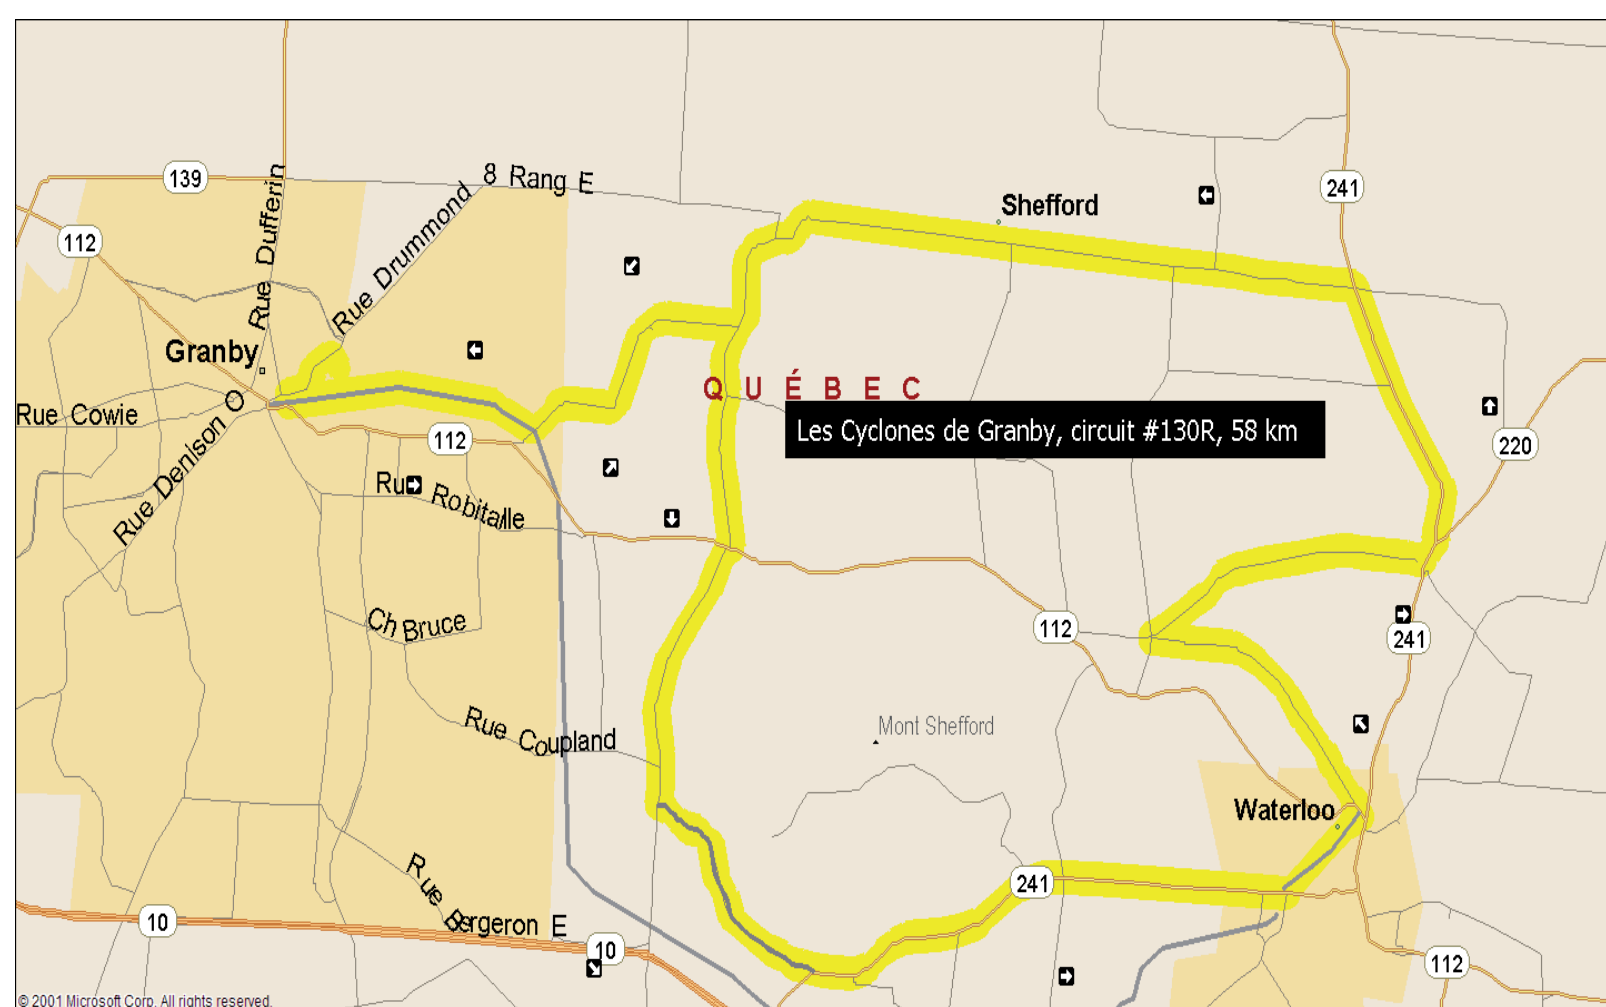 139
8 Rang E
241
Shefford
112
Rue Dufferin
Rue Drummond
Granby
QUÉBEC
Rue Cowie
Rue Denison O
Les Cyclones de Granby, circuit #130R, 58 km
112
220
Rue Robitaille
Ch Bruce
112
241
Rue Coupland
Mont Shefford
Waterloo
241
Rue Bergeron E
10
10
112
© 2001 Microsoft Corp. All rights reserved.